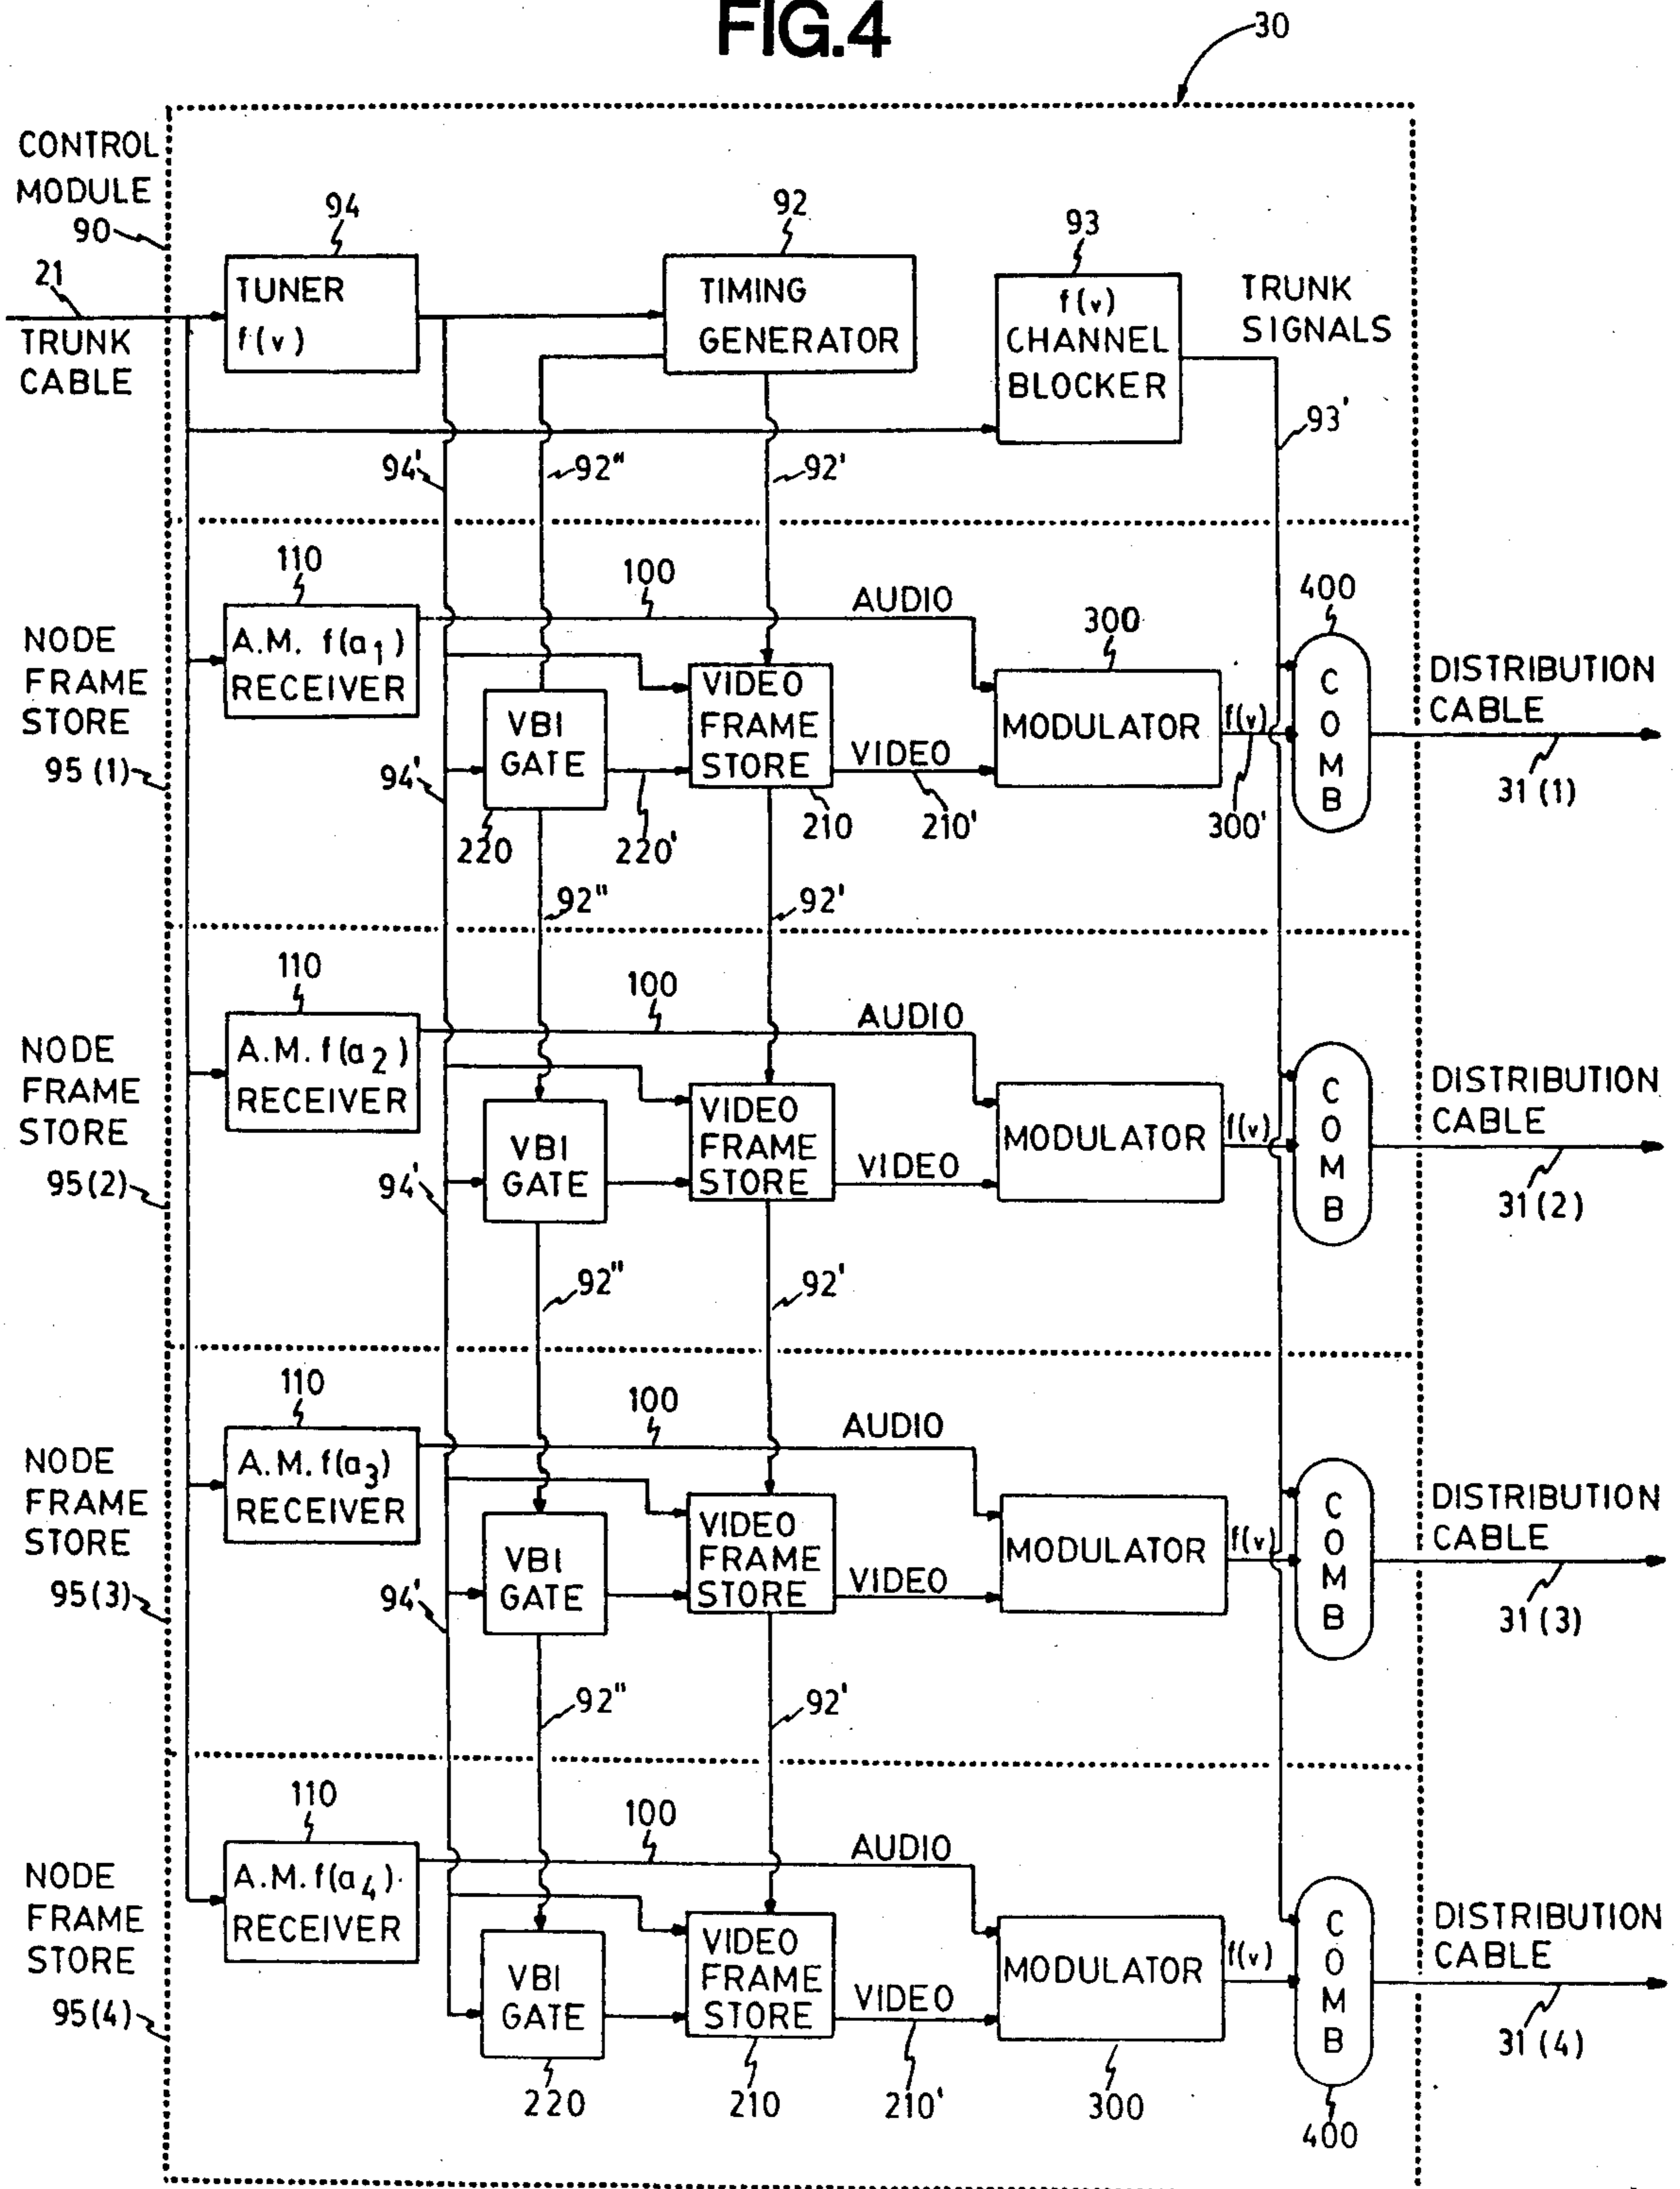 FIG.4
30
CONTROL
MODULE
90
94
92
93
21
TUNER
f(v)
TIMING
GENERATOR
f(v)
CHANNEL
BLOCKER
TRUNK
SIGNALS
TRUNK
CABLE
93'
94'
92"
92'
110
100
AUDIO
400
300
NODE
FRAME
STORE
95 (1)
A.M. f(a1)
RECEIVER
VBI
GATE
VIDEO
FRAME
STORE
VIDEO
MODULATOR
f(v)
COMB
DISTRIBUTION
CABLE
31 (1)
94'
220
220'
210
210'
300'
92"
92'
110
100
AUDIO
NODE
FRAME
STORE
95(2)
A.M. f(a2)
RECEIVER
VBI
GATE
VIDEO
FRAME
STORE
VIDEO
MODULATOR
f(v)
COMB
DISTRIBUTION
CABLE
31 (2)
94'
92"
92'
110
100
AUDIO
NODE
FRAME
STORE
95(3)
A.M. f(a3)
RECEIVER
VBI
GATE
VIDEO
FRAME
STORE
VIDEO
MODULATOR
f(v)
COMB
DISTRIBUTION
CABLE
31 (3)
94'
92"
92'
110
100
AUDIO
NODE
FRAME
STORE
95(4)
A.M. f(a4)
RECEIVER
VBI
GATE
VIDEO
FRAME
STORE
VIDEO
MODULATOR
f(v)
COMB
DISTRIBUTION
CABLE
31 (4)
220
210
210'
300
400